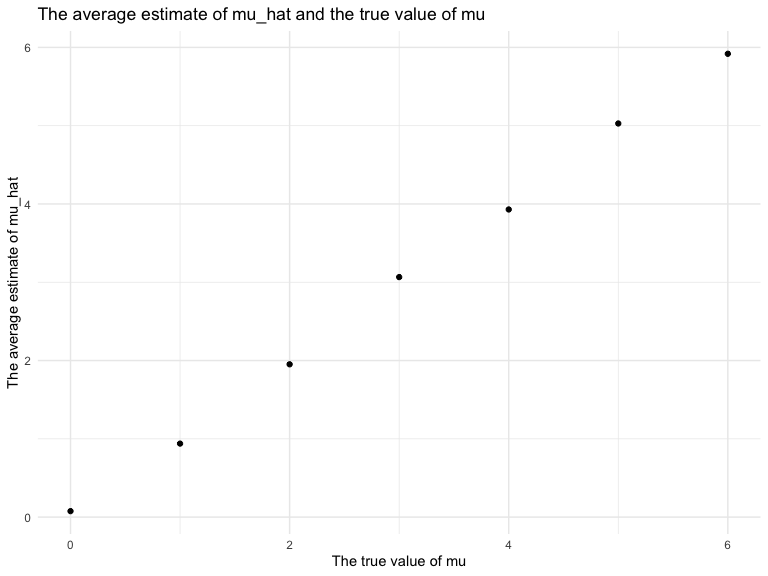 The average estimate of mu_hat and the true value of mu
The average estimate of mu_hat
6
4
2
0
0 2 4 6
The true value of mu